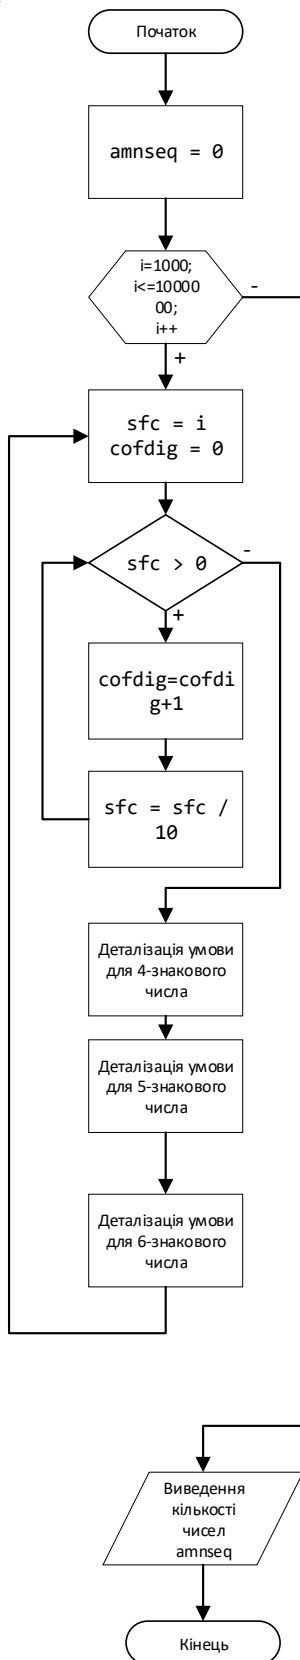 Початок
amnseq = 0
i=1000;
i<=10000
00;
i++
-
+
sfc = i
cofdig = 0
sfc > 0
-
+
cofdig=cofdi
g+1
sfc = sfc /
10
Деталізація умови
для 4-знакового
числа
Деталізація умови
для 5-знакового
числа
Деталізація умови
для 6-знакового
числа
Виведення
кількості
чисел
amnseq
Кінець